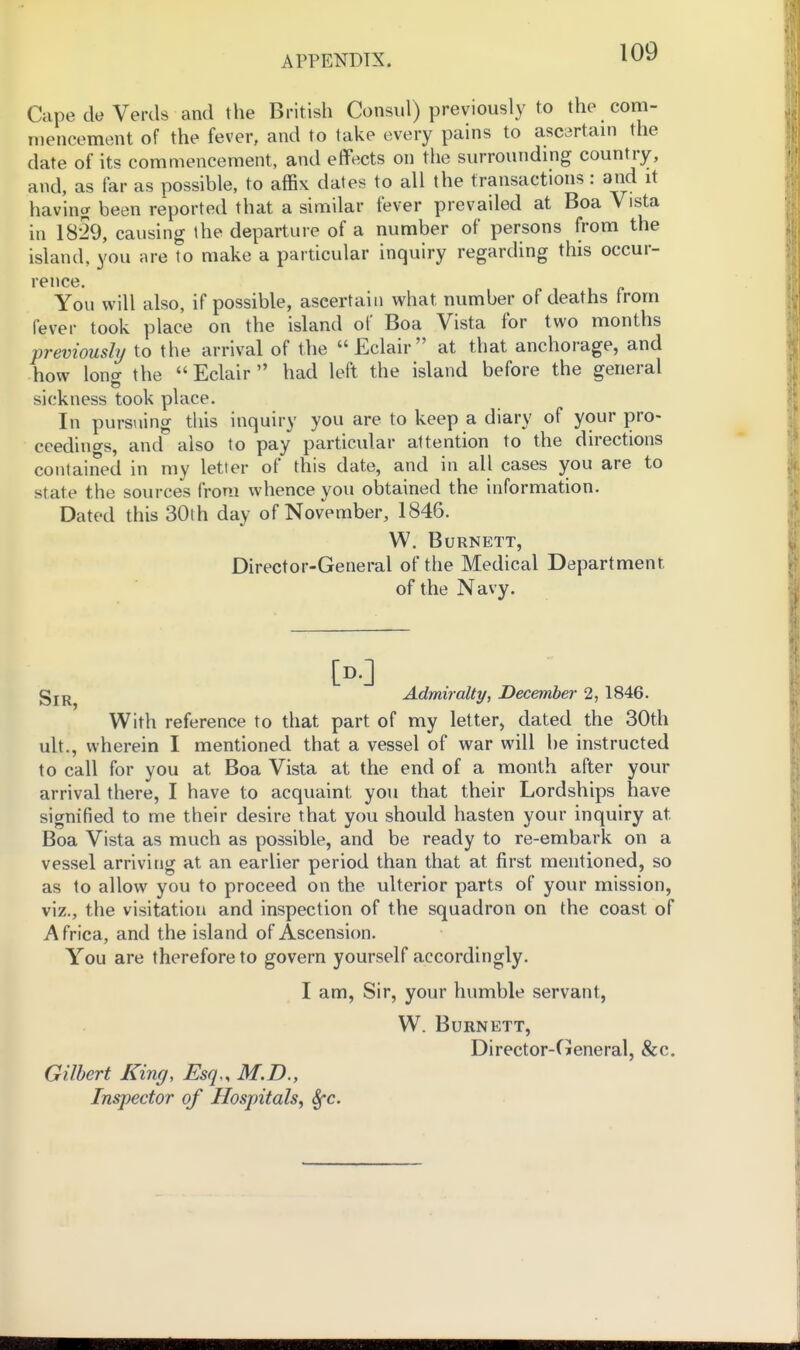 APPENDIX. 109
Cape de Verds and the British Consul) previously to the com-
mencement of the fever, and to take every pains to ascertain the
date of its commencement, and effects on the surrounding country,
and, as far as possible, to affix dates to all the transactions: and it
having been reported that a similar fever prevailed at Boa Vista
in 1829, causing the departure of a number of persons from the
island, you are to make a particular inquiry regarding this occur-
rence.
You will also, if possible, ascertain what number of deaths from
fever took place on the island of Boa Vista for two months
previously to the arrival of the “Eclair” at that anchorage, and
how long the “Eclair” had left the island before the general
sickness took place.
In pursuing this inquiry you are to keep a diary of your pro-
ceedings, and also to pay particular attention to the directions
contained in my letter of this date, and in all cases you are to
state the sources from whence you obtained the information.
Dated this 30th day of November, 1846.
W. Burnett,
Director-General of the Medical Department
of the Navy.
[D.]
Sir, Admiralty, December 2, 1846.
With reference to that part of my letter, dated the 30th
ult., wherein I mentioned that a vessel of war will be instructed
to call for you at Boa Vista at the end of a month after your
arrival there, I have to acquaint you that their Lordships have
signified to me their desire that you should hasten your inquiry at
Boa Vista as much as possible, and be ready to re-embark on a
vessel arriving at an earlier period than that at first mentioned, so
as to allow you to proceed on the ulterior parts of your mission,
viz., the visitation and inspection of the squadron on the coast of
Africa, and the island of Ascension.
You are therefore to govern yourself accordingly.
I am, Sir, your humble servant,
W. Burnett,
Director-General, &c.
Gilbert King, Esq., M.D.,
Inspector of Hospitals, &c.